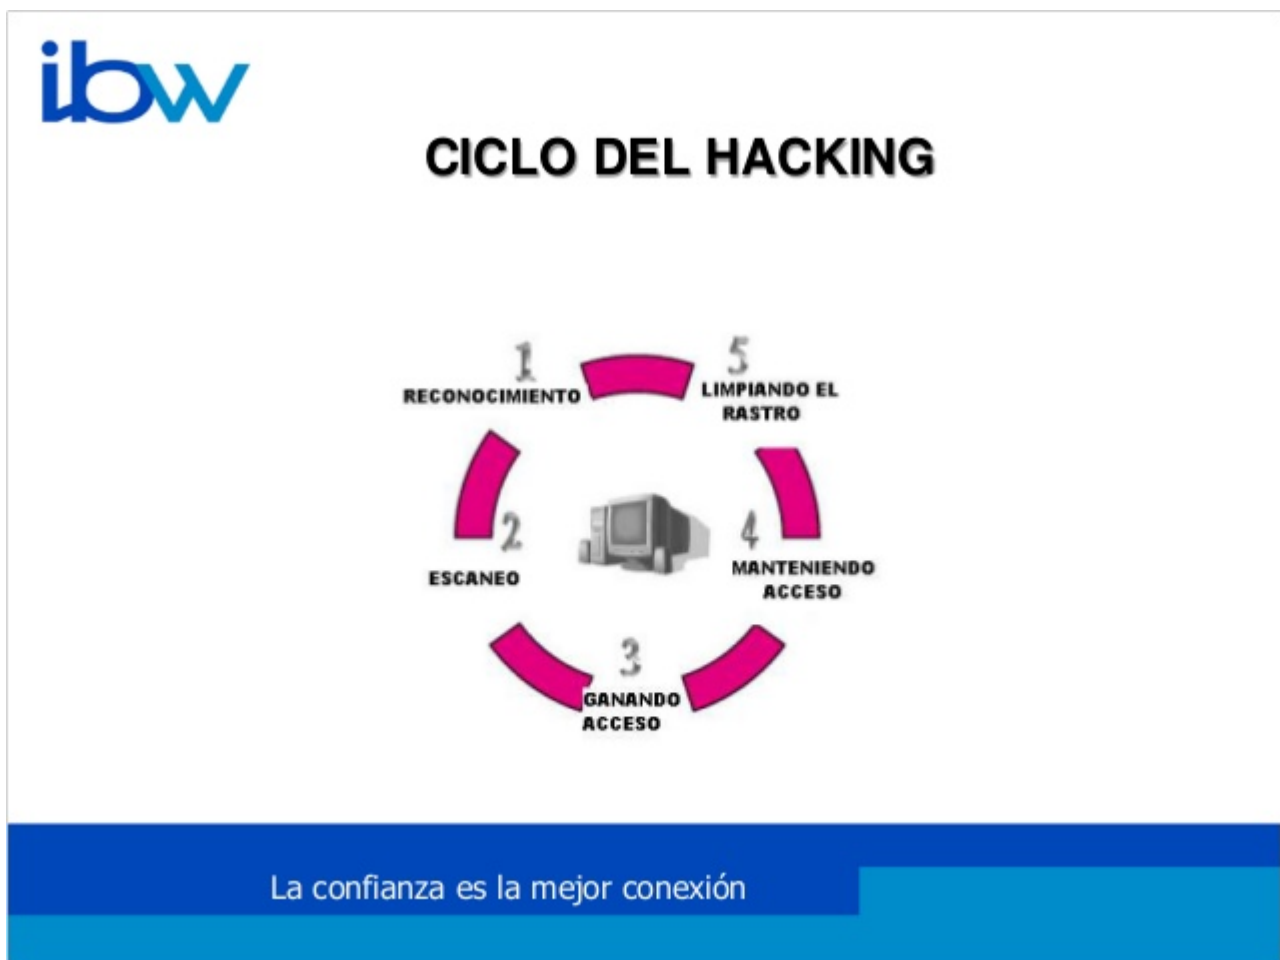 ibw
CICLO DEL HACKING
1
RECONOCIMIENTO
2
ESCANEO
3
GANANDO
ACCESO
4
MANTENIENDO
ACCESO
5
LIMPIANDO EL
RASTRO
La confianza es la mejor conexión